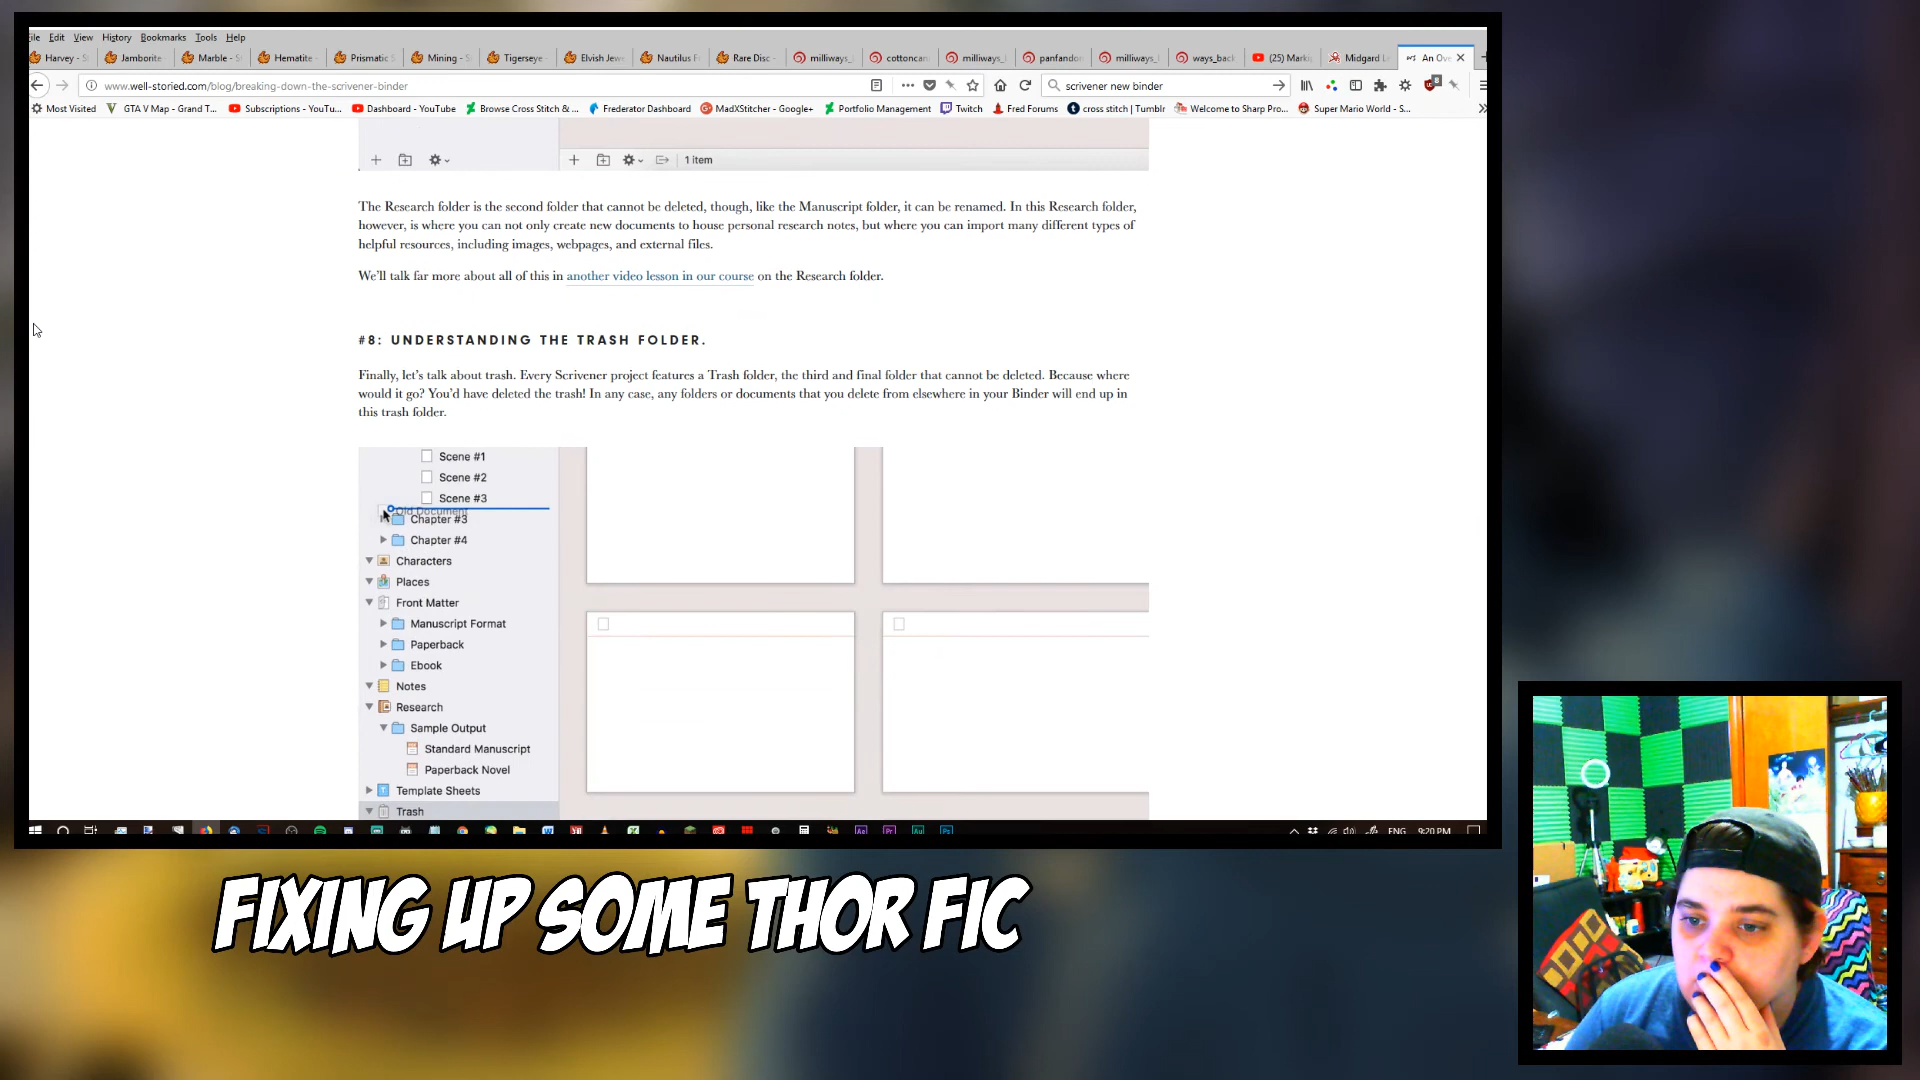 File Edit View History Bookmarks Tools Help
Harvey - S Jamborite Marble - S Hematite - Prismatic S Mining - S Tigerseye - Elvish Jew Nautilus F Rare Disc - milliways_ cottoncan milliways_ panfandom milliways_ ways_back (25) Marki Midgard L An Ove
www.well-storied.com/blog/breaking-down-the-scrivener-binder scrivener new binder 8
Most Visited GTA V Map - Grand T... Subscriptions - YouTu... Dashboard - YouTube Browse Cross Stitch & ... Frederator Dashboard MadXStitcher - Google+ Portfolio Management Twitch Fred Forums cross stitch | Tumblr Welcome to Sharp Pro... Super Mario World - S...
1 item
The Research folder is the second folder that cannot be deleted, though, like the Manuscript folder, it can be renamed. In this Research folder,
however, is where you can not only create new documents to house personal research notes, but where you can import many different types of
helpful resources, including images, webpages, and external files.
We'll talk far more about all of this in another video lesson in our course on the Research folder.
#8: UNDERSTANDING THE TRASH FOLDER.
Finally, let's talk about trash. Every Scrivener project features a Trash folder, the third and final folder that cannot be deleted. Because where
would it go? You'd have deleted the trash! In any case, any folders or documents that you delete from elsewhere in your Binder will end up in
this trash folder.
Scene #1
Scene #2
Scene #3
Old Document
Chapter #3
Chapter #4
Characters
Places
Front Matter
Manuscript Format
Paperback
Ebook
Notes
Research
Sample Output
Standard Manuscript
Paperback Novel
Template Sheets
Trash
ENG 9:20 PM
FIXING UP SOME THOR FIC